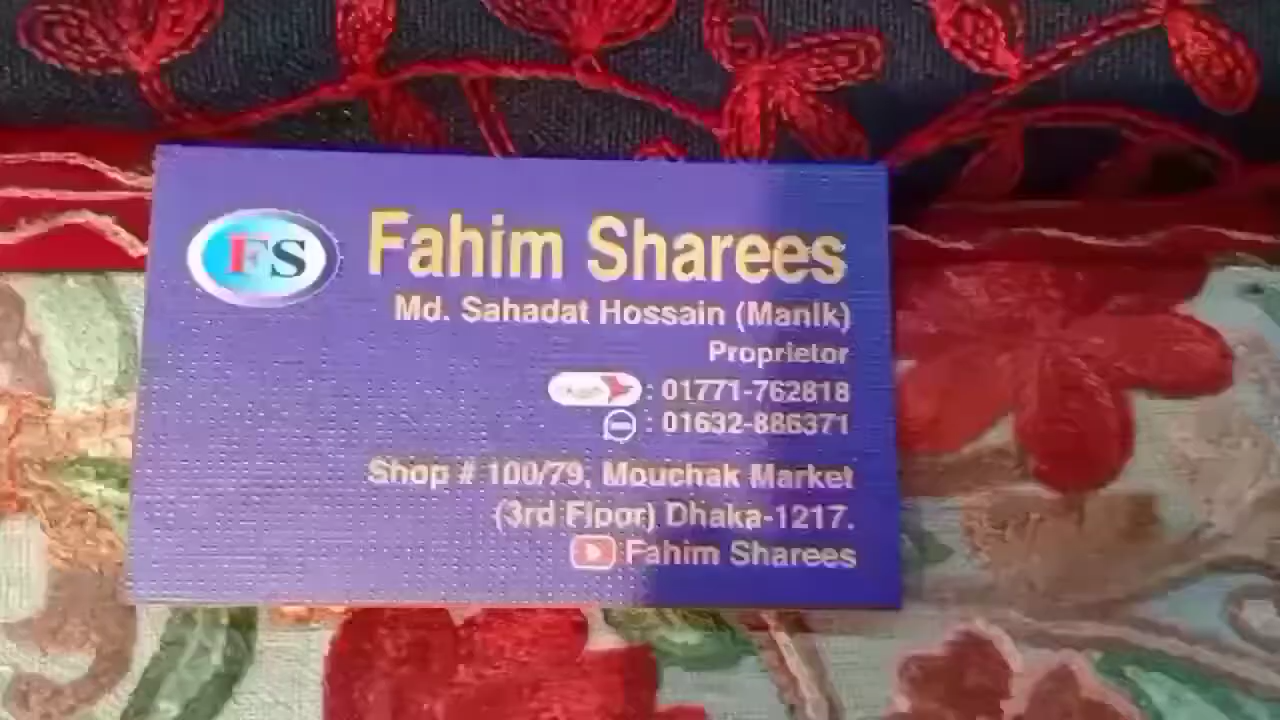 FS
Fahim Sharees
Md. Sahadat Hossain (Manik)
Proprietor
: 01771-762818
: 01632-886371
Shop # 100/79, Mouchak Market
(3rd Floor) Dhaka-1217.
Fahim Sharees